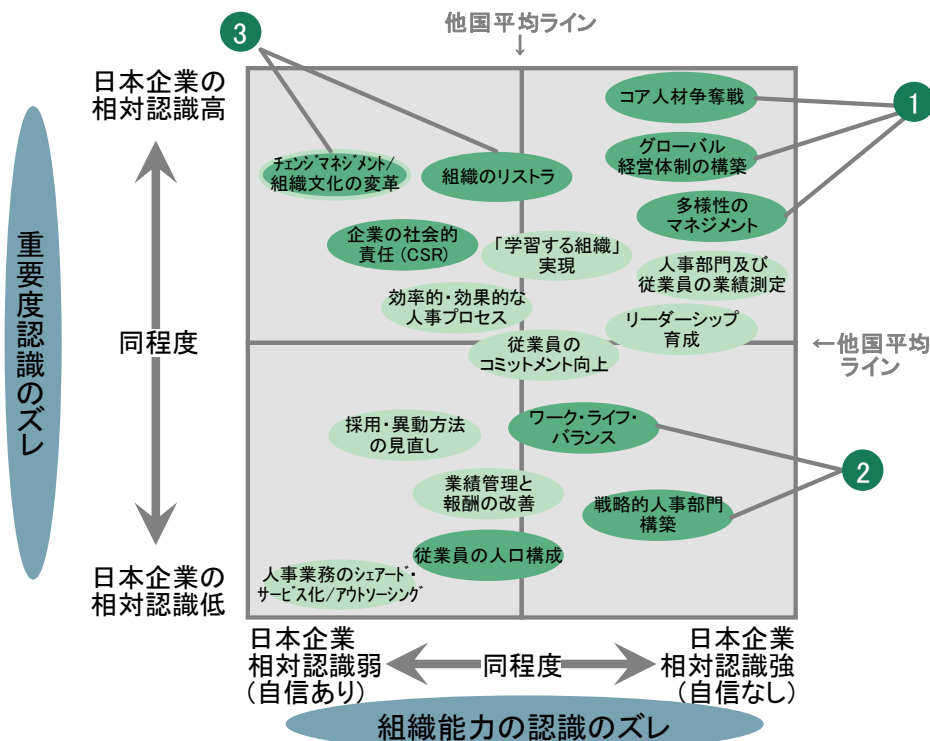 他国平均ライン
↓
3
日本企業の
相対認識高
コア人材争奪戦
1
チェンジマネジメント/
組織文化の変革
組織のリストラ
グローバル
経営体制の構築
多様性の
マネジメント
企業の社会的
責任(CSR)
「学習する組織」
実現
人事部門及び
従業員の業績測定
効率的・効果的な
人事プロセス
リーダーシップ
育成
重要度認識のズレ
同程度
従業員の
コミットメント向上
←他国平均
ライン
採用・異動方法
の見直し
ワーク・ライフ・
バランス
2
業績管理と
報酬の改善
戦略的人事部門
構築
従業員の人口構成
日本企業の
相対認識低
人事業務のシェアード・
サービス化/アウトソーシング
日本企業
相対認識弱
(自信あり)
同程度
日本企業
相対認識強
(自信なし)
組織能力の認識のズレ